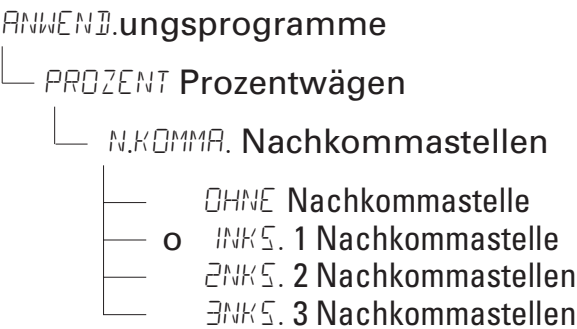 ANWEND.ungsprogramme
PROZENT Prozentwägen
N.KOMMA. Nachkommastellen
OHNE Nachkommastelle
o 1NKS. 1 Nachkommastelle
2NKS. 2 Nachkommastellen
3NKS. 3 Nachkommastellen